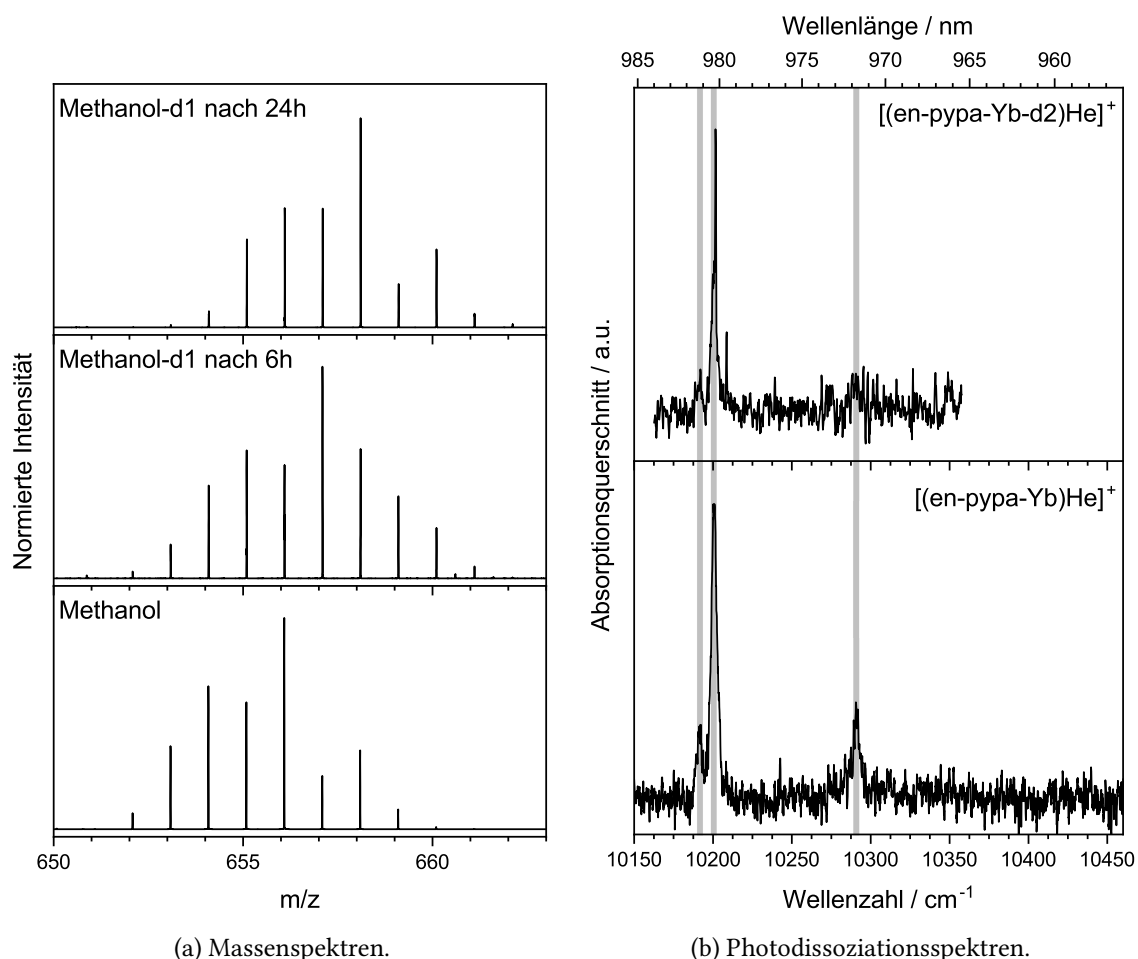 Methanol-d1 nach 24h
Methanol-d1 nach 6h
Methanol
Normierte Intensität
650 655 660
m/z
(a) Massenspektren.
Wellenlänge / nm
985 980 975 970 965 960
[(en-pypa-Yb-d2)He]⁺
[(en-pypa-Yb)He]⁺
Absorptionsquerschnitt / a.u.
10150 10200 10250 10300 10350 10400 10450
Wellenzahl / cm⁻¹
(b) Photodissoziationsspektren.